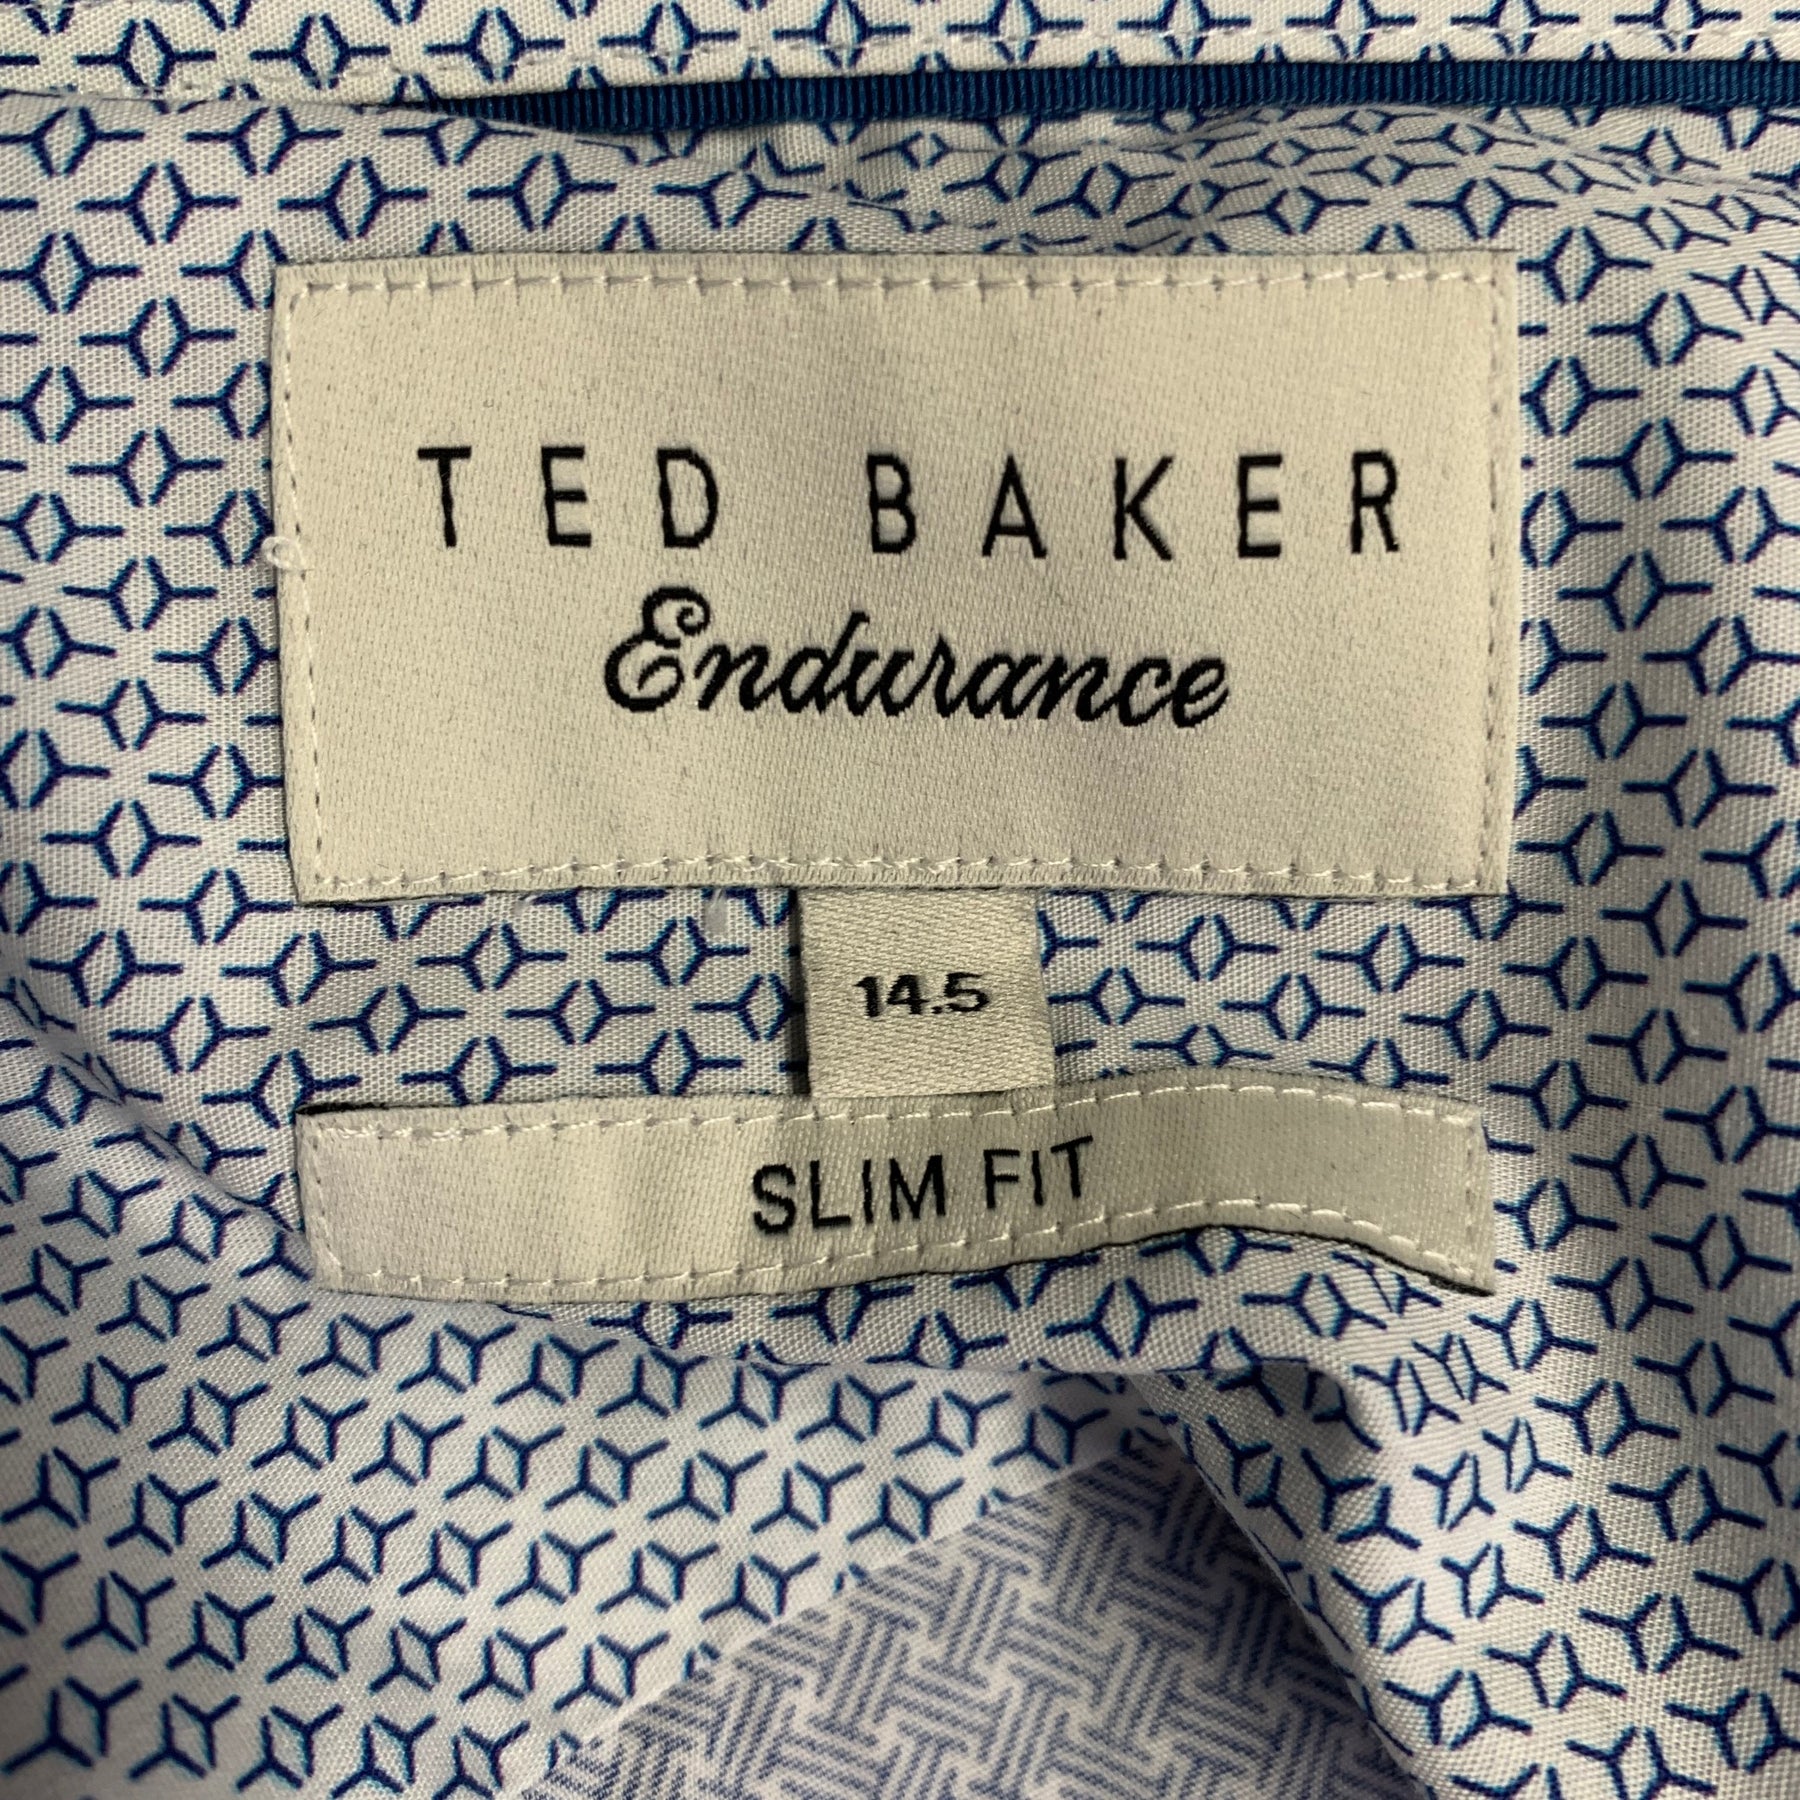 TED BAKER
Endurance
14.5
SLIM FIT